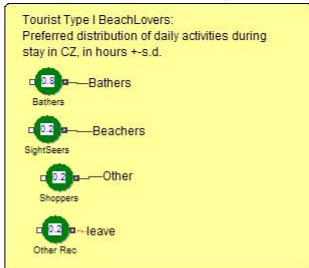 Tourist Type I BeachLovers:
Preferred distribution of daily activities during
stay in CZ, in hours +-s.d.
0.8 Bathers
Bathers
0.2 Beachers
SightSeers
0.2 Other
Shoppers
0.2 leave
Other Rec